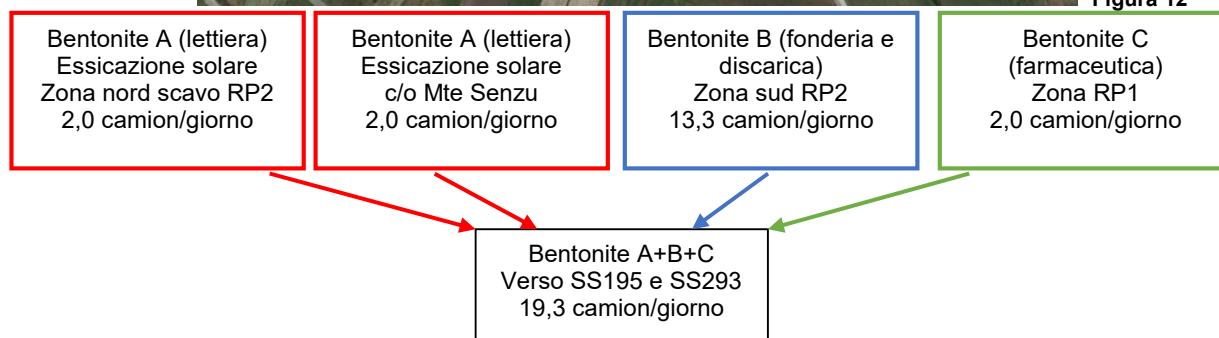 Figura 12
Bentonite A (lettiera)
Essicazione solare
Zona nord scavo RP2
2,0 camion/giorno
Bentonite A (lettiera)
Essicazione solare
c/o Mte Senzu
2,0 camion/giorno
Bentonite B (fonderia e
discarica)
Zona sud RP2
13,3 camion/giorno
Bentonite C
(farmaceutica)
Zona RP1
2,0 camion/giorno
Bentonite A+B+C
Verso SS195 e SS293
19,3 camion/giorno